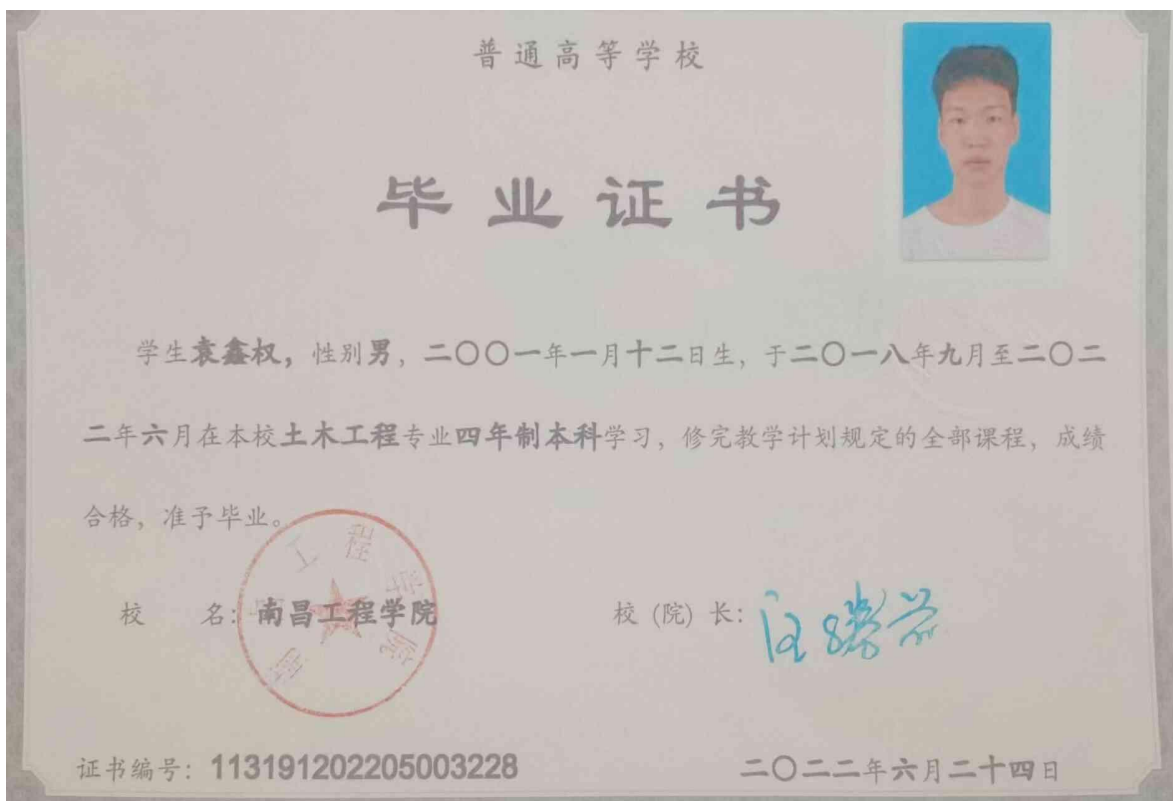 普通高等学校
毕业证书
学生袁鑫权，性别男，二〇〇一年一月十二日生，于二〇一八年九月至二〇二
二年六月在本校土木工程专业四年制本科学习，修完教学计划规定的全部课程，成绩
合格，准予毕业。
校 名：南昌工程学院 校（院）长：
工程学院
证书编号：113191202205003228 二〇二二年六月二十四日